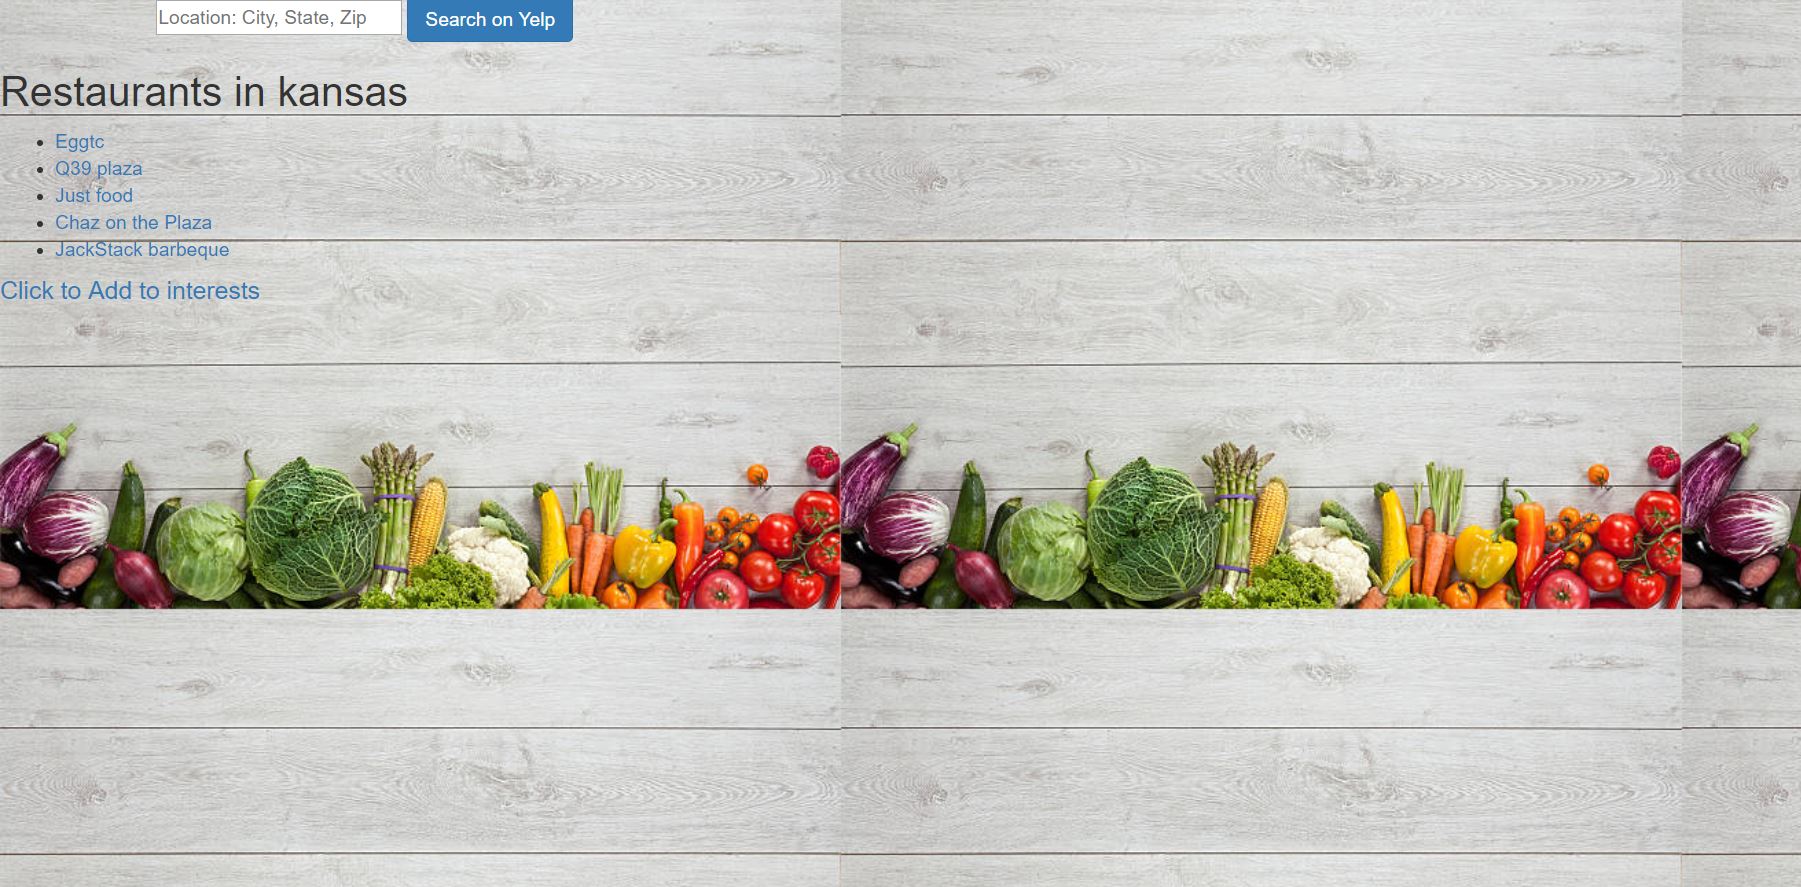 Location: City, State, Zip Search on Yelp
Restaurants in kansas
Eggtc
Q39 plaza
Just food
Chaz on the Plaza
JackStack barbeque
Click to Add to interests